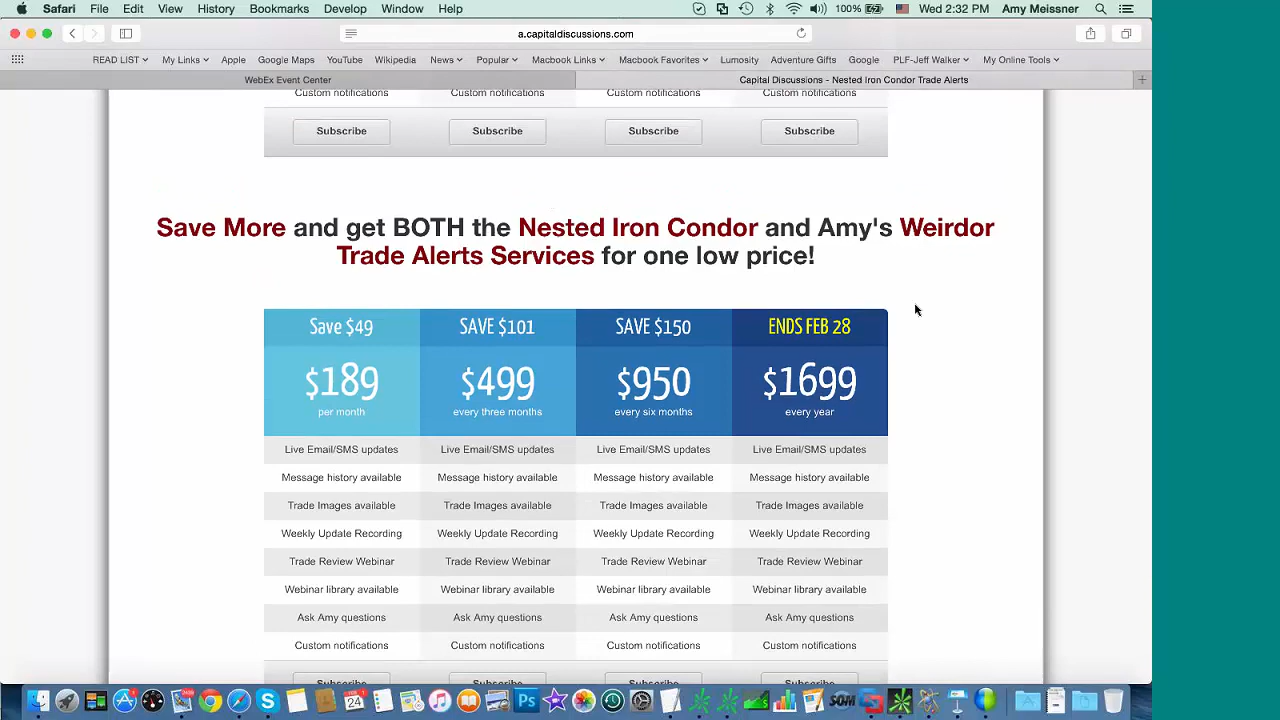 Safari File Edit View History Bookmarks Develop Window Help 100% Wed 2:32 PM Amy Meissner
a.capitaldiscussions.com
READ LIST My Links Apple Google Maps YouTube Wikipedia News Popular Macbook Links Macbook Favorites Lumosity Adventure Gifts Google PLF-Jeff Walker My Online Tools
WebEx Event Center Capital Discussions - Nested Iron Condor Trade Alerts
Custom notifications Custom notifications Custom notifications Custom notifications
Subscribe Subscribe Subscribe Subscribe
Save More and get BOTH the Nested Iron Condor and Amy's Weirdor
Trade Alerts Services for one low price!
Save $49 SAVE $101 SAVE $150 ENDS FEB 28
$189 $499 $950 $1699
per month every three months every six months every year
Live Email/SMS updates Live Email/SMS updates Live Email/SMS updates Live Email/SMS updates
Message history available Message history available Message history available Message history available
Trade Images available Trade Images available Trade Images available Trade Images available
Weekly Update Recording Weekly Update Recording Weekly Update Recording Weekly Update Recording
Trade Review Webinar Trade Review Webinar Trade Review Webinar Trade Review Webinar
Webinar library available Webinar library available Webinar library available Webinar library available
Ask Amy questions Ask Amy questions Ask Amy questions Ask Amy questions
Custom notifications Custom notifications Custom notifications Custom notifications
Subscribe Subscribe Subscribe Subscribe
Ps SOM